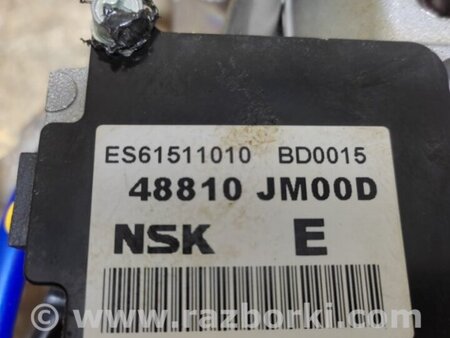 ES61511010 BD0015
48810 JM00D
NSK E
© www.razborki.com